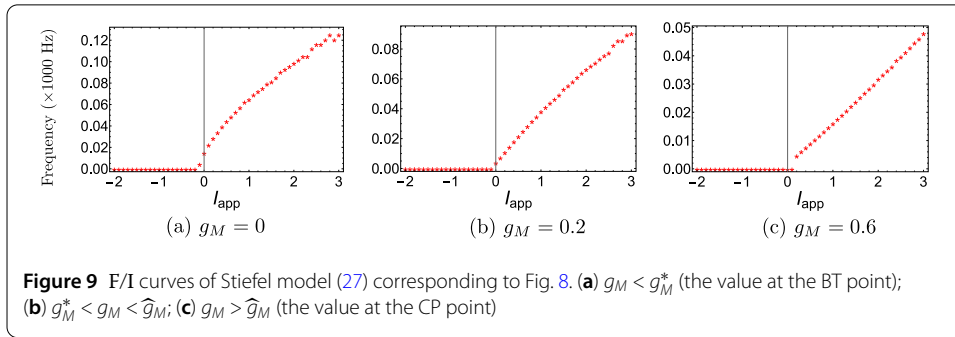 Frequency (×1000 Hz)
0.12
0.10
0.08
0.06
0.04
0.02
0.00
-2 -1 0 1 2 3
I_app
(a) g_M = 0
0.08
0.06
0.04
0.02
0.00
-2 -1 0 1 2 3
I_app
(b) g_M = 0.2
0.05
0.04
0.03
0.02
0.01
0.00
-2 -1 0 1 2 3
I_app
(c) g_M = 0.6
Figure 9 F/I curves of Stiefel model (27) corresponding to Fig. 8. (a) g_M < g*_M (the value at the BT point);
(b) g*_M < g_M < ĝ_M; (c) g_M > ĝ_M (the value at the CP point)